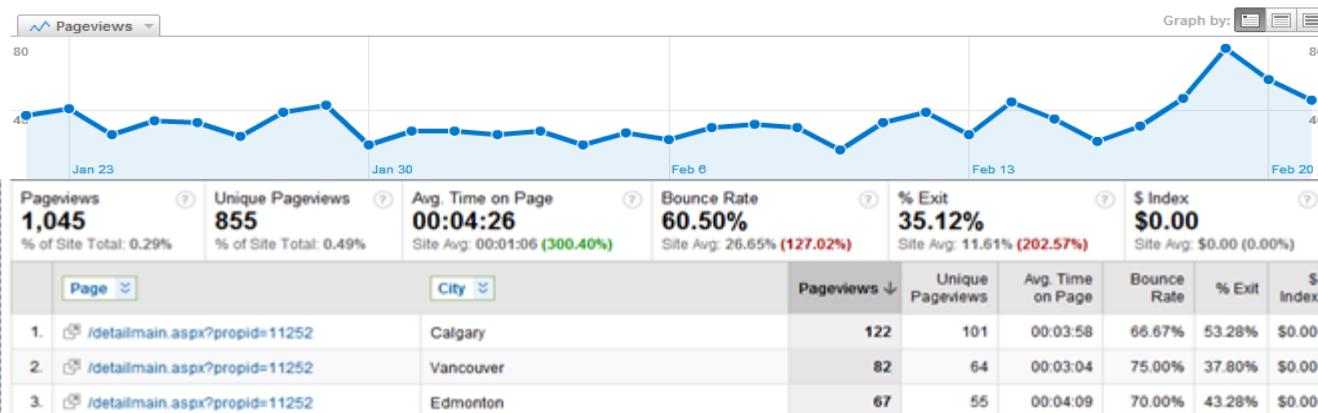 Pageviews
Graph by:
80 8
40 4
Jan 23 Jan 30 Feb 6 Feb 13 Feb 20
Pageviews ? Unique Pageviews ? Avg. Time on Page ? Bounce Rate ? % Exit ? $ Index ?
1,045 855 00:04:26 60.50% 35.12% $0.00
% of Site Total: 0.29% % of Site Total: 0.49% Site Avg: 00:01:06 (300.40%) Site Avg: 26.65% (127.02%) Site Avg: 11.61% (202.57%) Site Avg: $0.00 (0.00%)
Page City Pageviews Unique Pageviews Avg. Time on Page Bounce Rate % Exit $ Index
1. /detailmain.aspx?propid=11252 Calgary 122 101 00:03:58 66.67% 53.28% $0.00
2. /detailmain.aspx?propid=11252 Vancouver 82 64 00:03:04 75.00% 37.80% $0.00
3. /detailmain.aspx?propid=11252 Edmonton 67 55 00:04:09 70.00% 43.28% $0.00